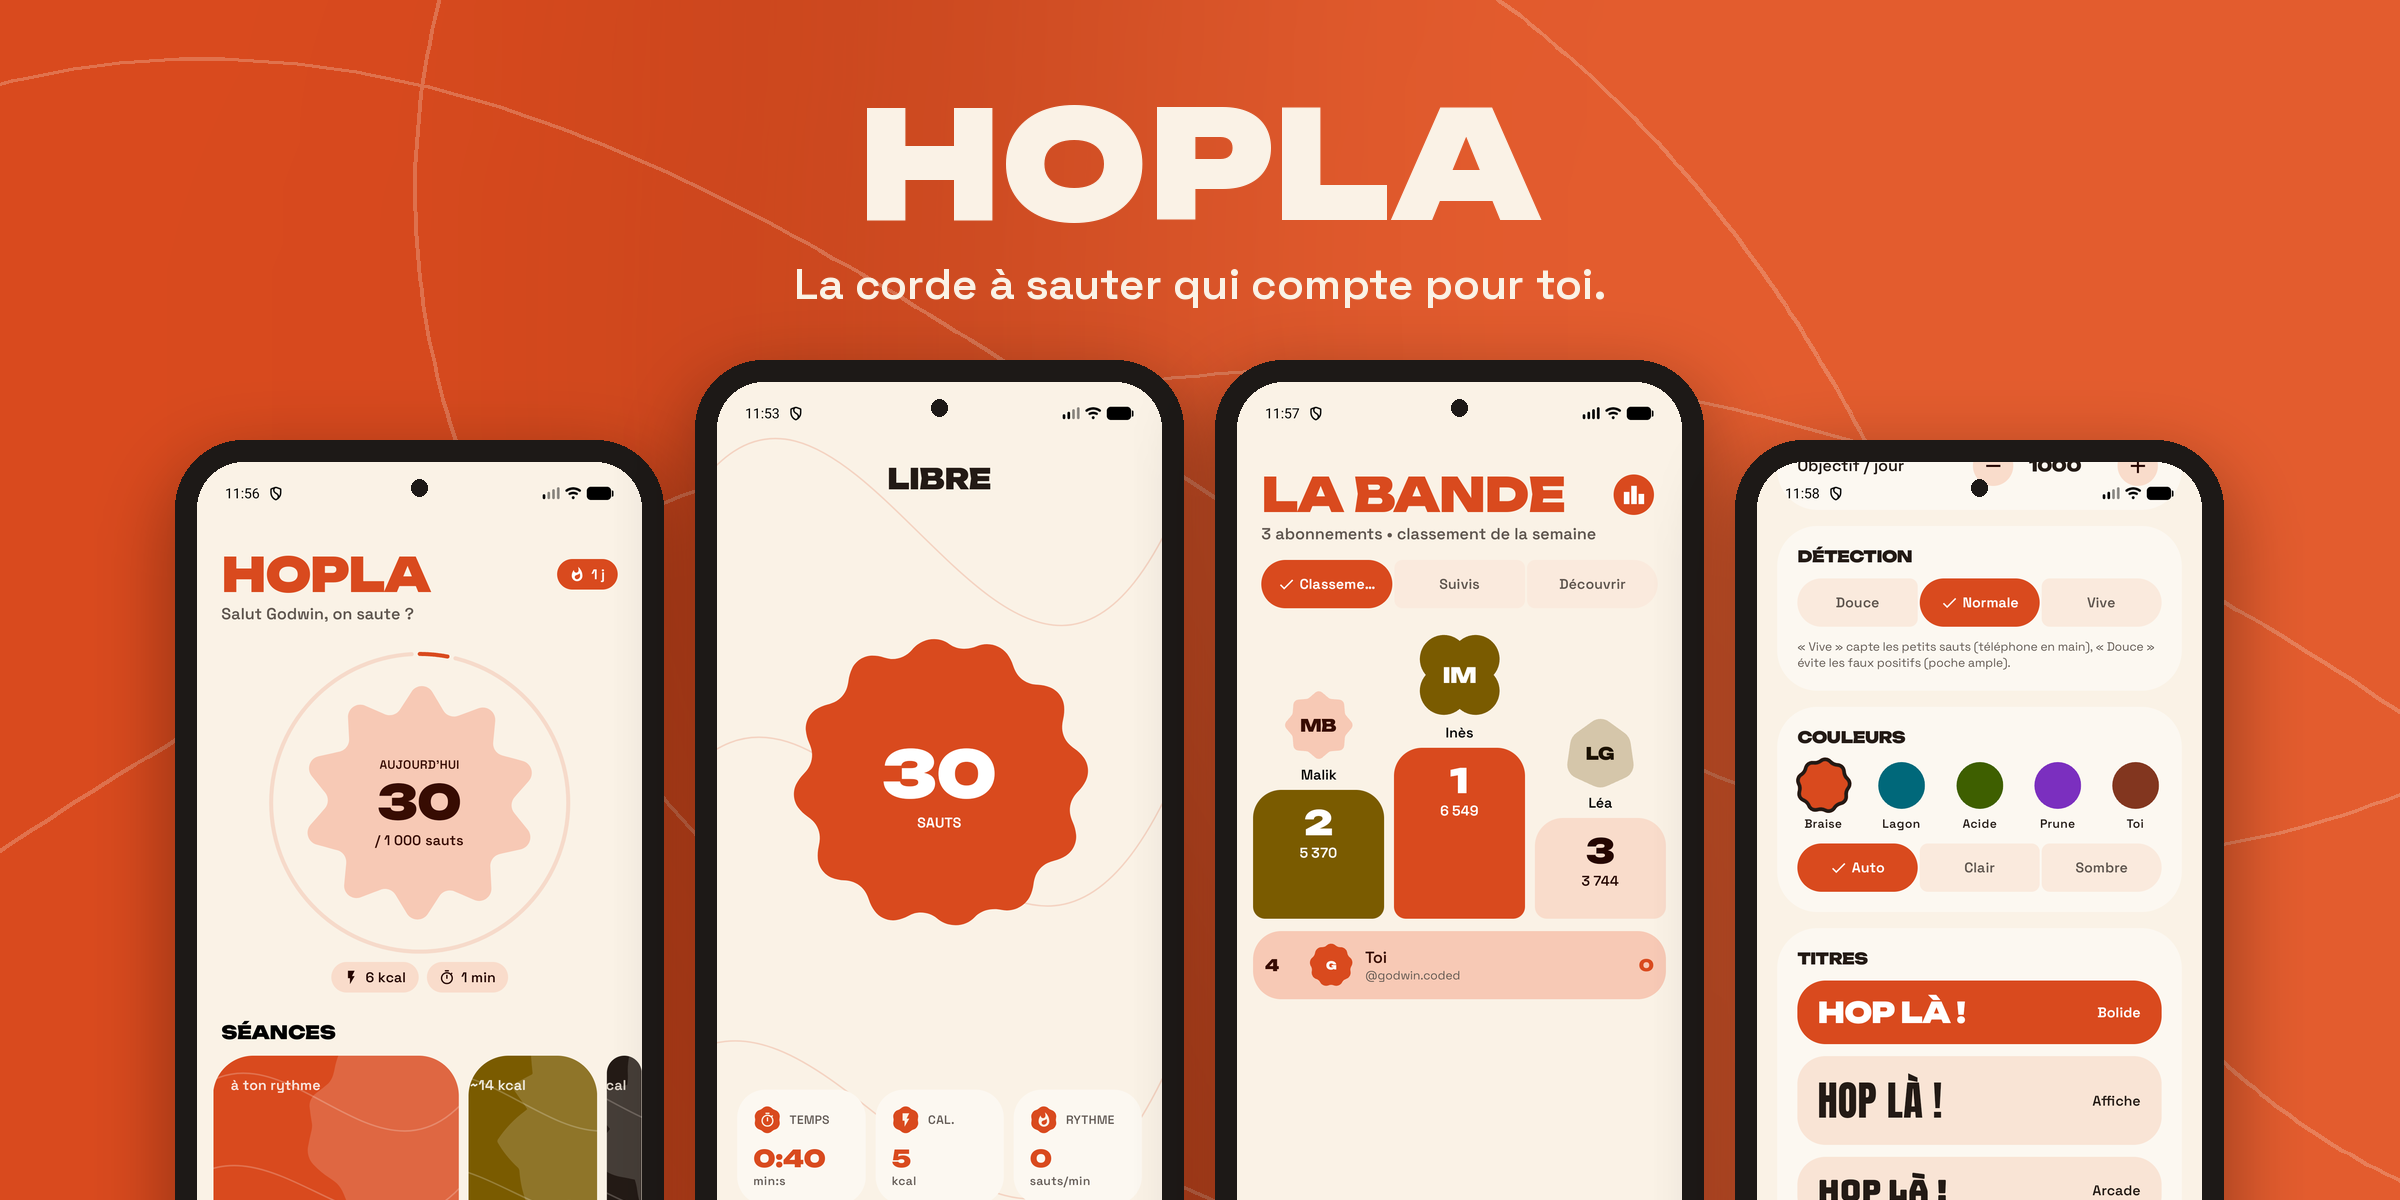 HOPLA
La corde à sauter qui compte pour toi.
11:56
HOPLA
1 j
Salut Godwin, on saute ?
AUJOURD'HUI
30
/ 1 000 sauts
6 kcal
1 min
SÉANCES
à ton rythme
~14 kcal
cal
11:53
LIBRE
30
SAUTS
TEMPS
0:40
min:s
CAL.
5
kcal
RYTHME
0
sauts/min
11:57
LA BANDE
3 abonnements • classement de la semaine
Classeme...
Suivis
Découvrir
IM
Inès
MB
Malik
LG
Léa
1
6 549
2
5 370
3
3 744
4
G
Toi
@godwin.coded
0
Objectif / jour
− 1000 +
11:58
DÉTECTION
Douce
Normale
Vive
« Vive » capte les petits sauts (téléphone en main), « Douce »
évite les faux positifs (poche ample).
COULEURS
Braise
Lagon
Acide
Prune
Toi
Auto
Clair
Sombre
TITRES
HOP LÀ !
Bolide
HOP LÀ !
Affiche
HOP LÀ !
Arcade